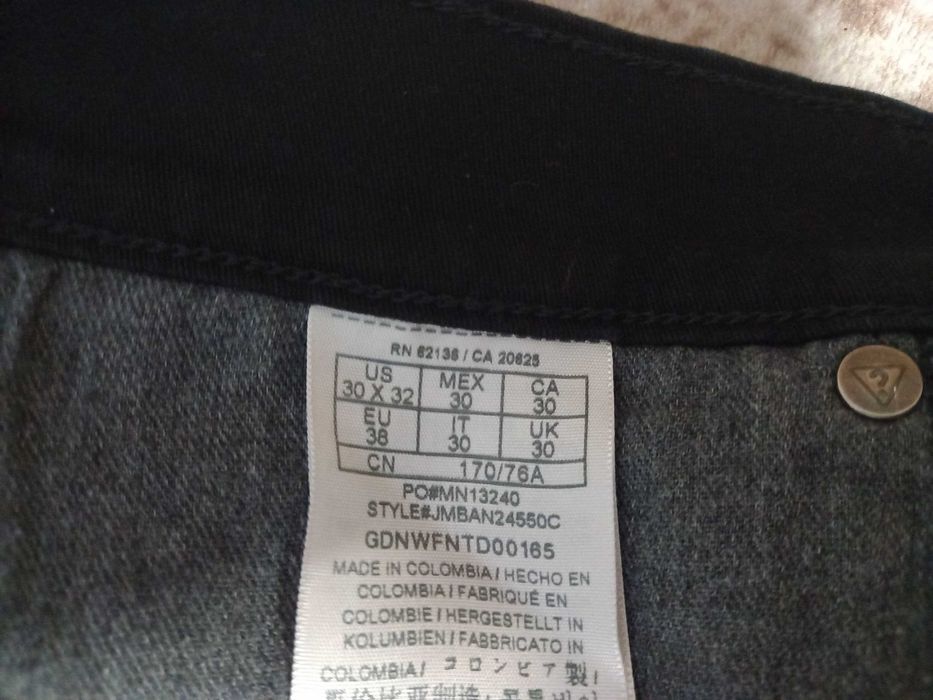 RN 62136 / CA 20625
US 30 X 32 MEX 30 CA 30
EU 38 IT 30 UK 30
CN 170/76A
PO#MN13240
STYLE#JMBAN24550C
GDNWFNTD00165
MADE IN COLOMBIA / HECHO EN
COLOMBIA / FABRIQUÉ EN
COLOMBIE / HERGESTELLT IN
KOLUMBIEN / FABBRICATO IN
COLOMBIA / コロンビア製 /
?